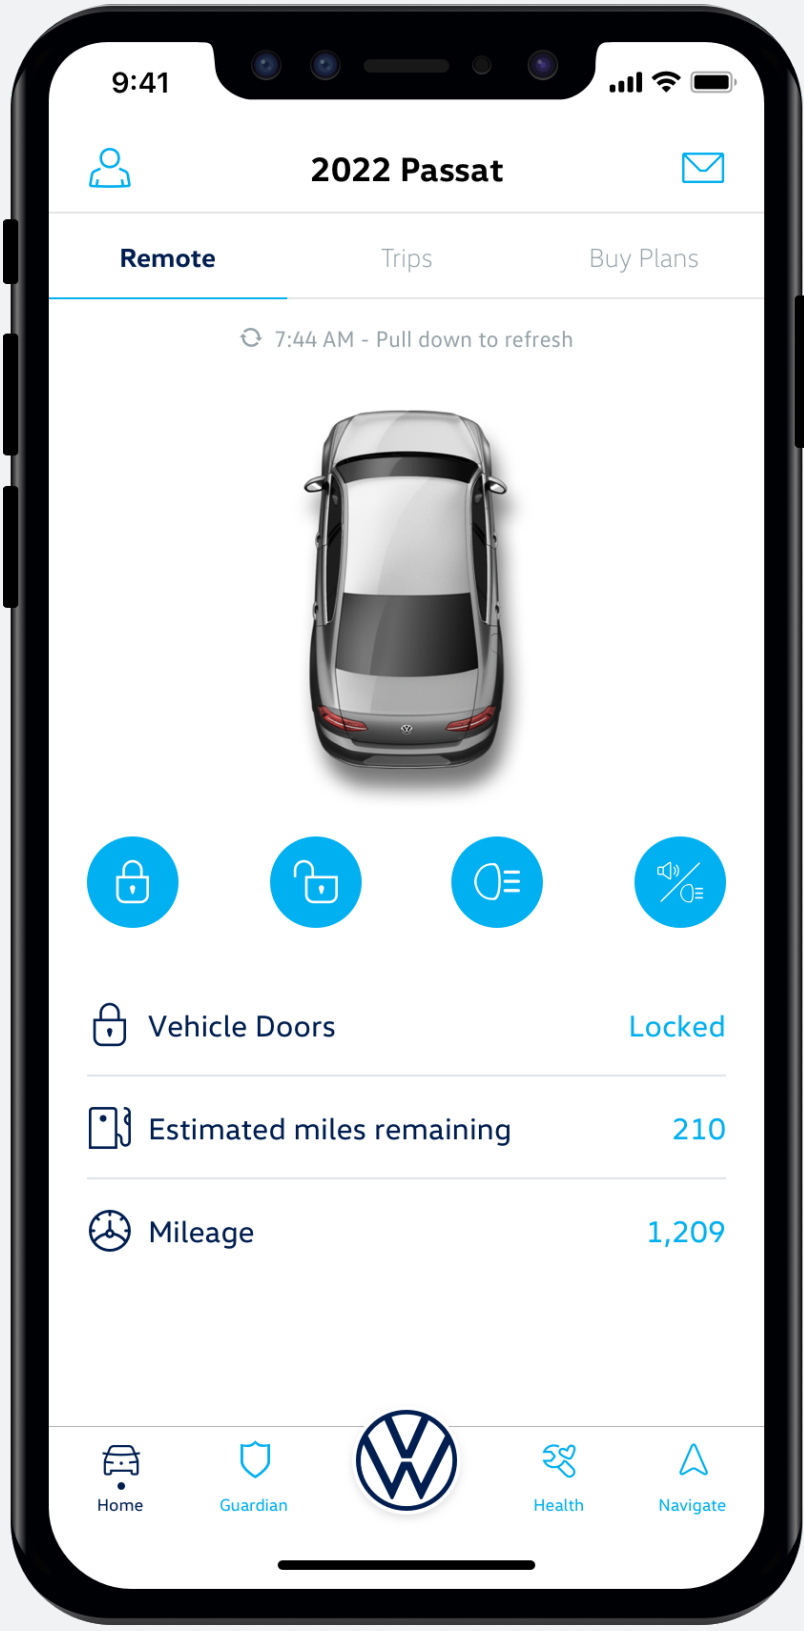 9:41
2022 Passat
Remote Trips Buy Plans
7:44 AM - Pull down to refresh
Vehicle Doors Locked
Estimated miles remaining 210
Mileage 1,209
Home Guardian Health Navigate